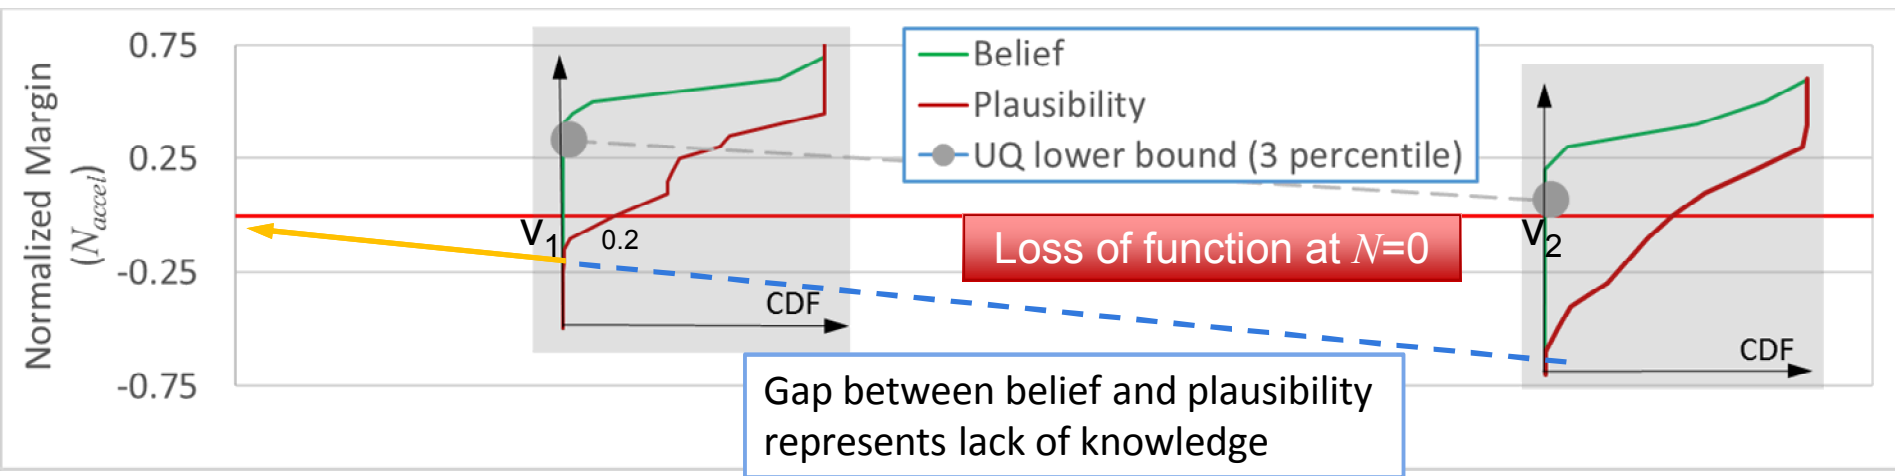 Normalized Margin
(Naccel)
0.75
0.25
-0.25
-0.75
V1
0.2
CDF
Belief
Plausibility
UQ lower bound (3 percentile)
Loss of function at N=0
V2
CDF
Gap between belief and plausibility
represents lack of knowledge